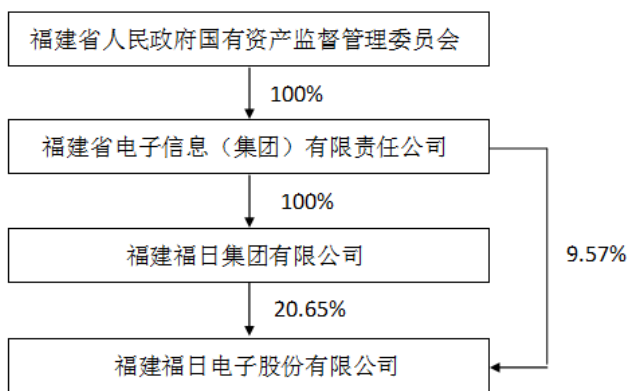 福建省人民政府国有资产监督管理委员会
100%
福建省电子信息（集团）有限责任公司
100%
福建福日集团有限公司
9.57%
20.65%
福建福日电子股份有限公司